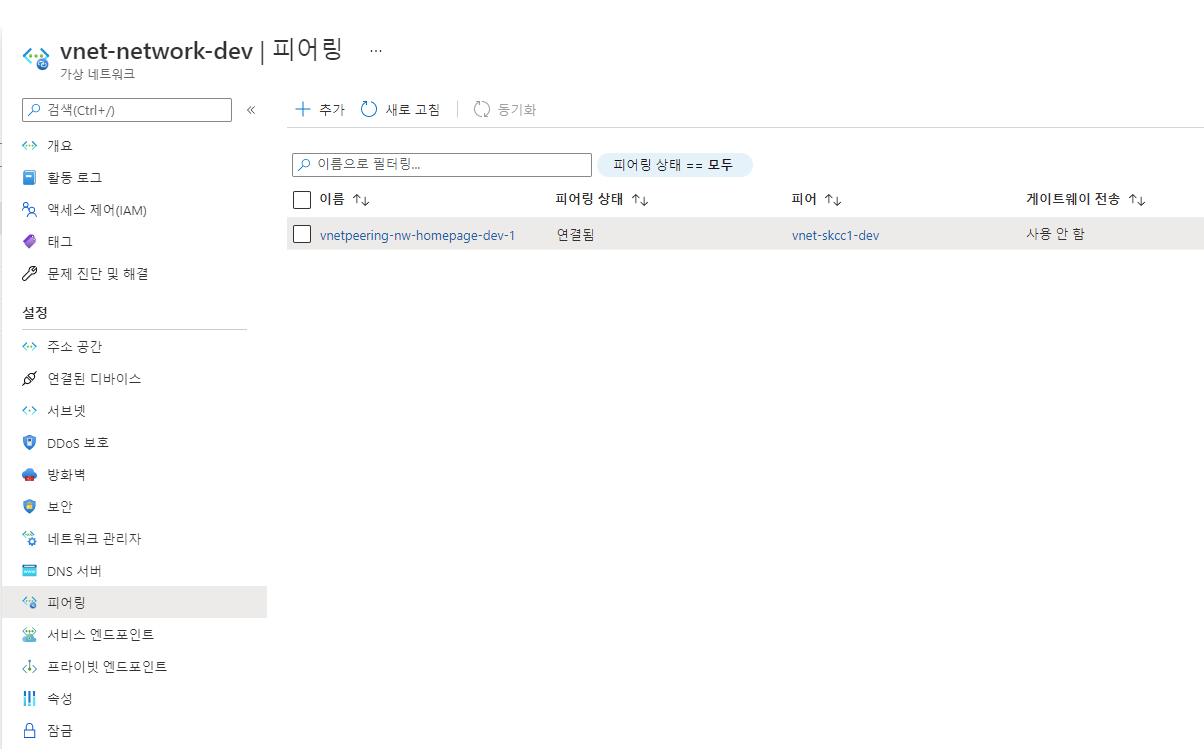 vnet-network-dev | 피어링 ...
가상 네트워크
검색(Ctrl+/) «
개요
활동 로그
액세스 제어(IAM)
태그
문제 진단 및 해결
설정
주소 공간
연결된 디바이스
서브넷
DDoS 보호
방화벽
보안
네트워크 관리자
DNS 서버
피어링
서비스 엔드포인트
프라이빗 엔드포인트
속성
잠금
추가 새로 고침 동기화
이름으로 필터링... 피어링 상태 == 모두
이름 ↑↓ 피어링 상태 ↑↓ 피어 ↑↓ 게이트웨이 전송 ↑↓
vnetpeering-nw-homepage-dev-1 연결됨 vnet-skcc1-dev 사용 안 함